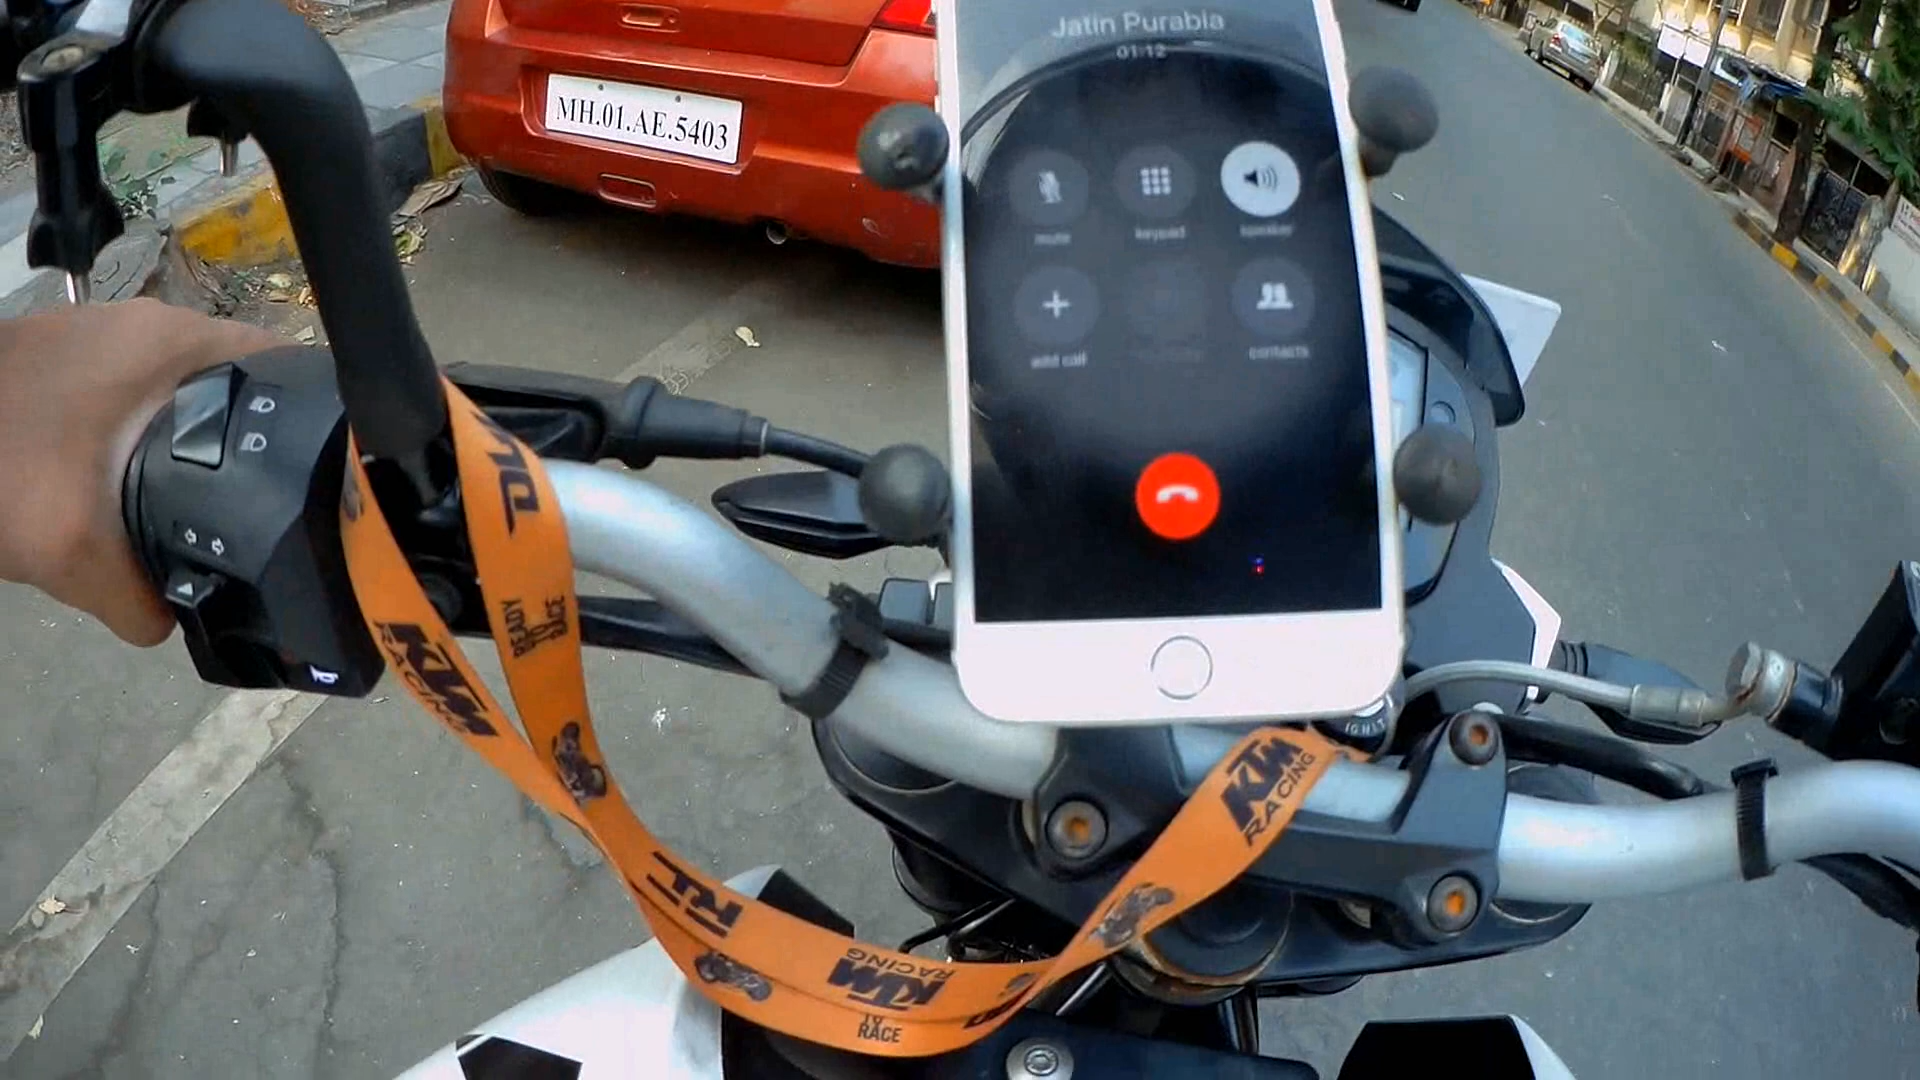 Jatin Purabia
01:12
MH.01.AE.5403
mute
keypad
speaker
add call
contacts
READY
TO
RACE
KTM
RACING
KTM
RACING
KTM
RACING
TO
RACE
IGNIT